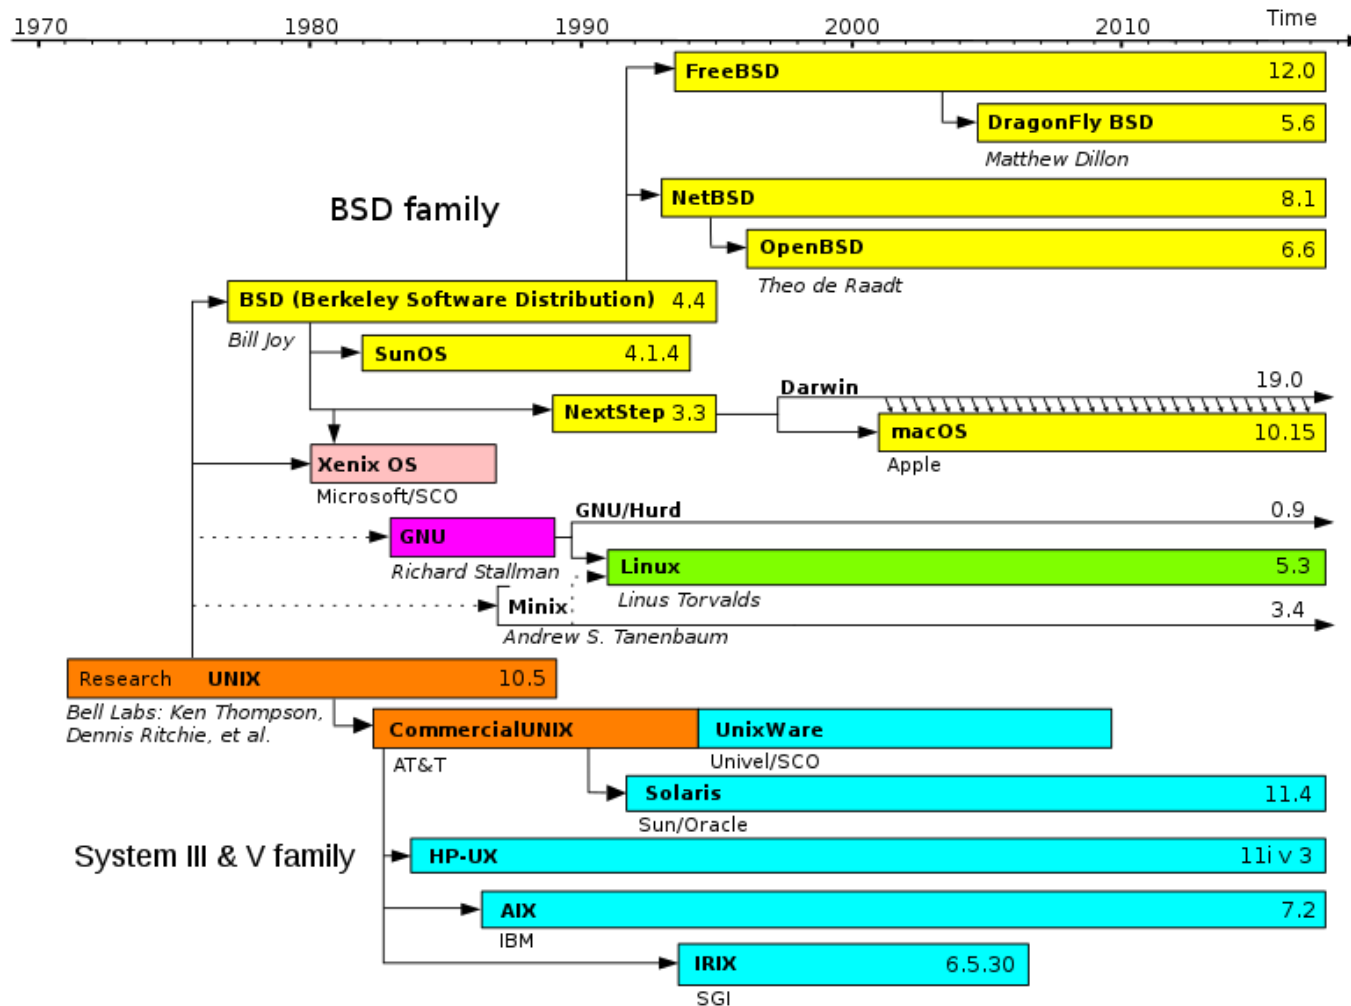 1970 1980 1990 2000 2010 Time
FreeBSD 12.0
DragonFly BSD 5.6
Matthew Dillon
BSD family
NetBSD 8.1
OpenBSD 6.6
Theo de Raadt
BSD (Berkeley Software Distribution) 4.4
Bill Joy
SunOS 4.1.4
Darwin 19.0
NextStep 3.3
macOS 10.15
Apple
Xenix OS
Microsoft/SCO
GNU/Hurd 0.9
GNU
Richard Stallman
Linux 5.3
Linus Torvalds
Minix 3.4
Andrew S. Tanenbaum
Research UNIX 10.5
Bell Labs: Ken Thompson,
Dennis Ritchie, et al.
CommercialUNIX
AT&T
UnixWare
Univel/SCO
Solaris 11.4
Sun/Oracle
System III & V family
HP-UX 11i v 3
AIX 7.2
IBM
IRIX 6.5.30
SGI